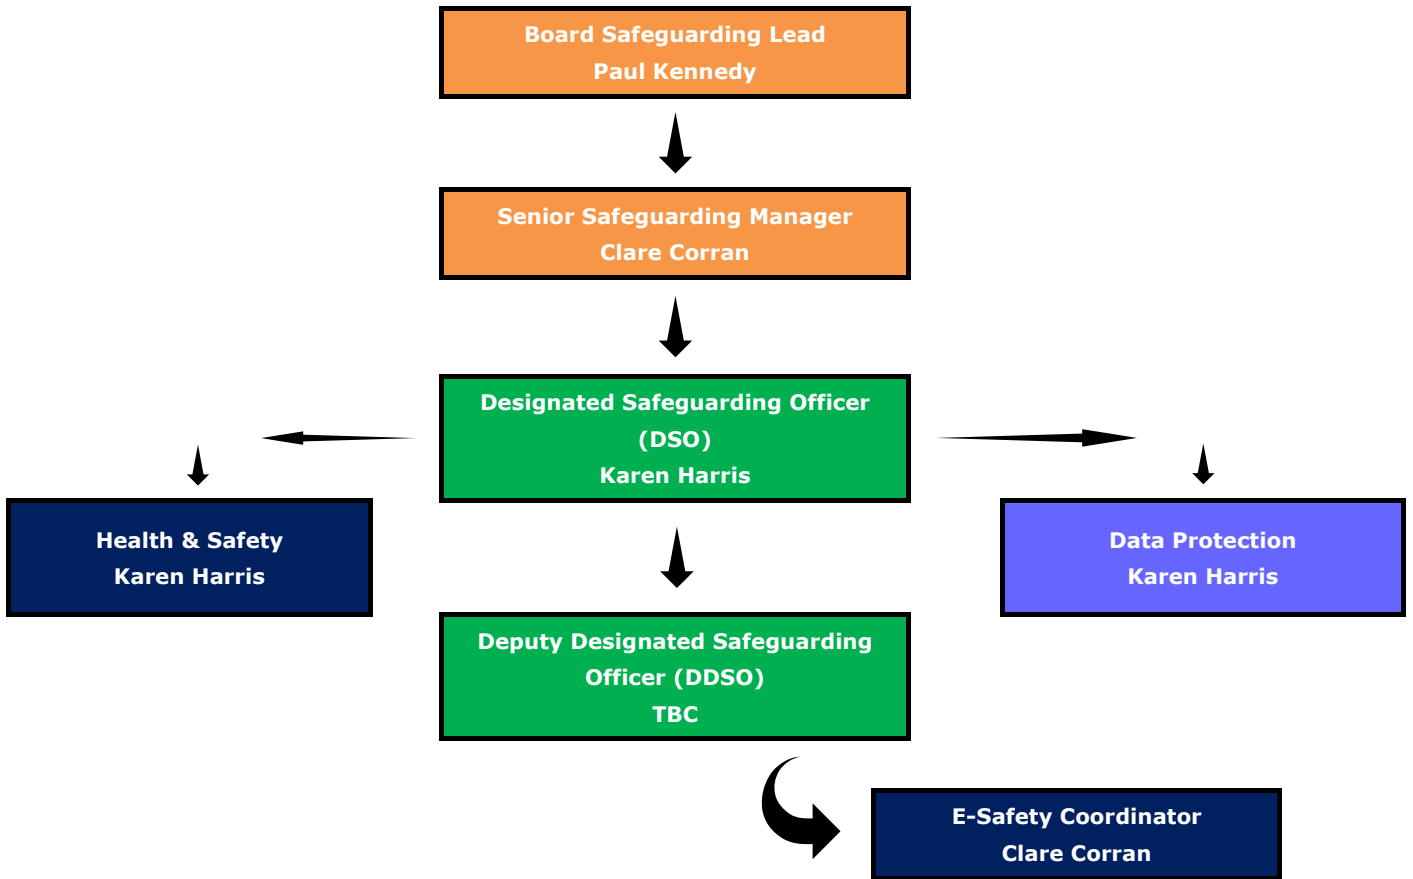 Board Safeguarding Lead
Paul Kennedy
Senior Safeguarding Manager
Clare Corran
Designated Safeguarding Officer
(DSO)
Karen Harris
Health & Safety
Karen Harris
Data Protection
Karen Harris
Deputy Designated Safeguarding
Officer (DDSO)
TBC
E-Safety Coordinator
Clare Corran